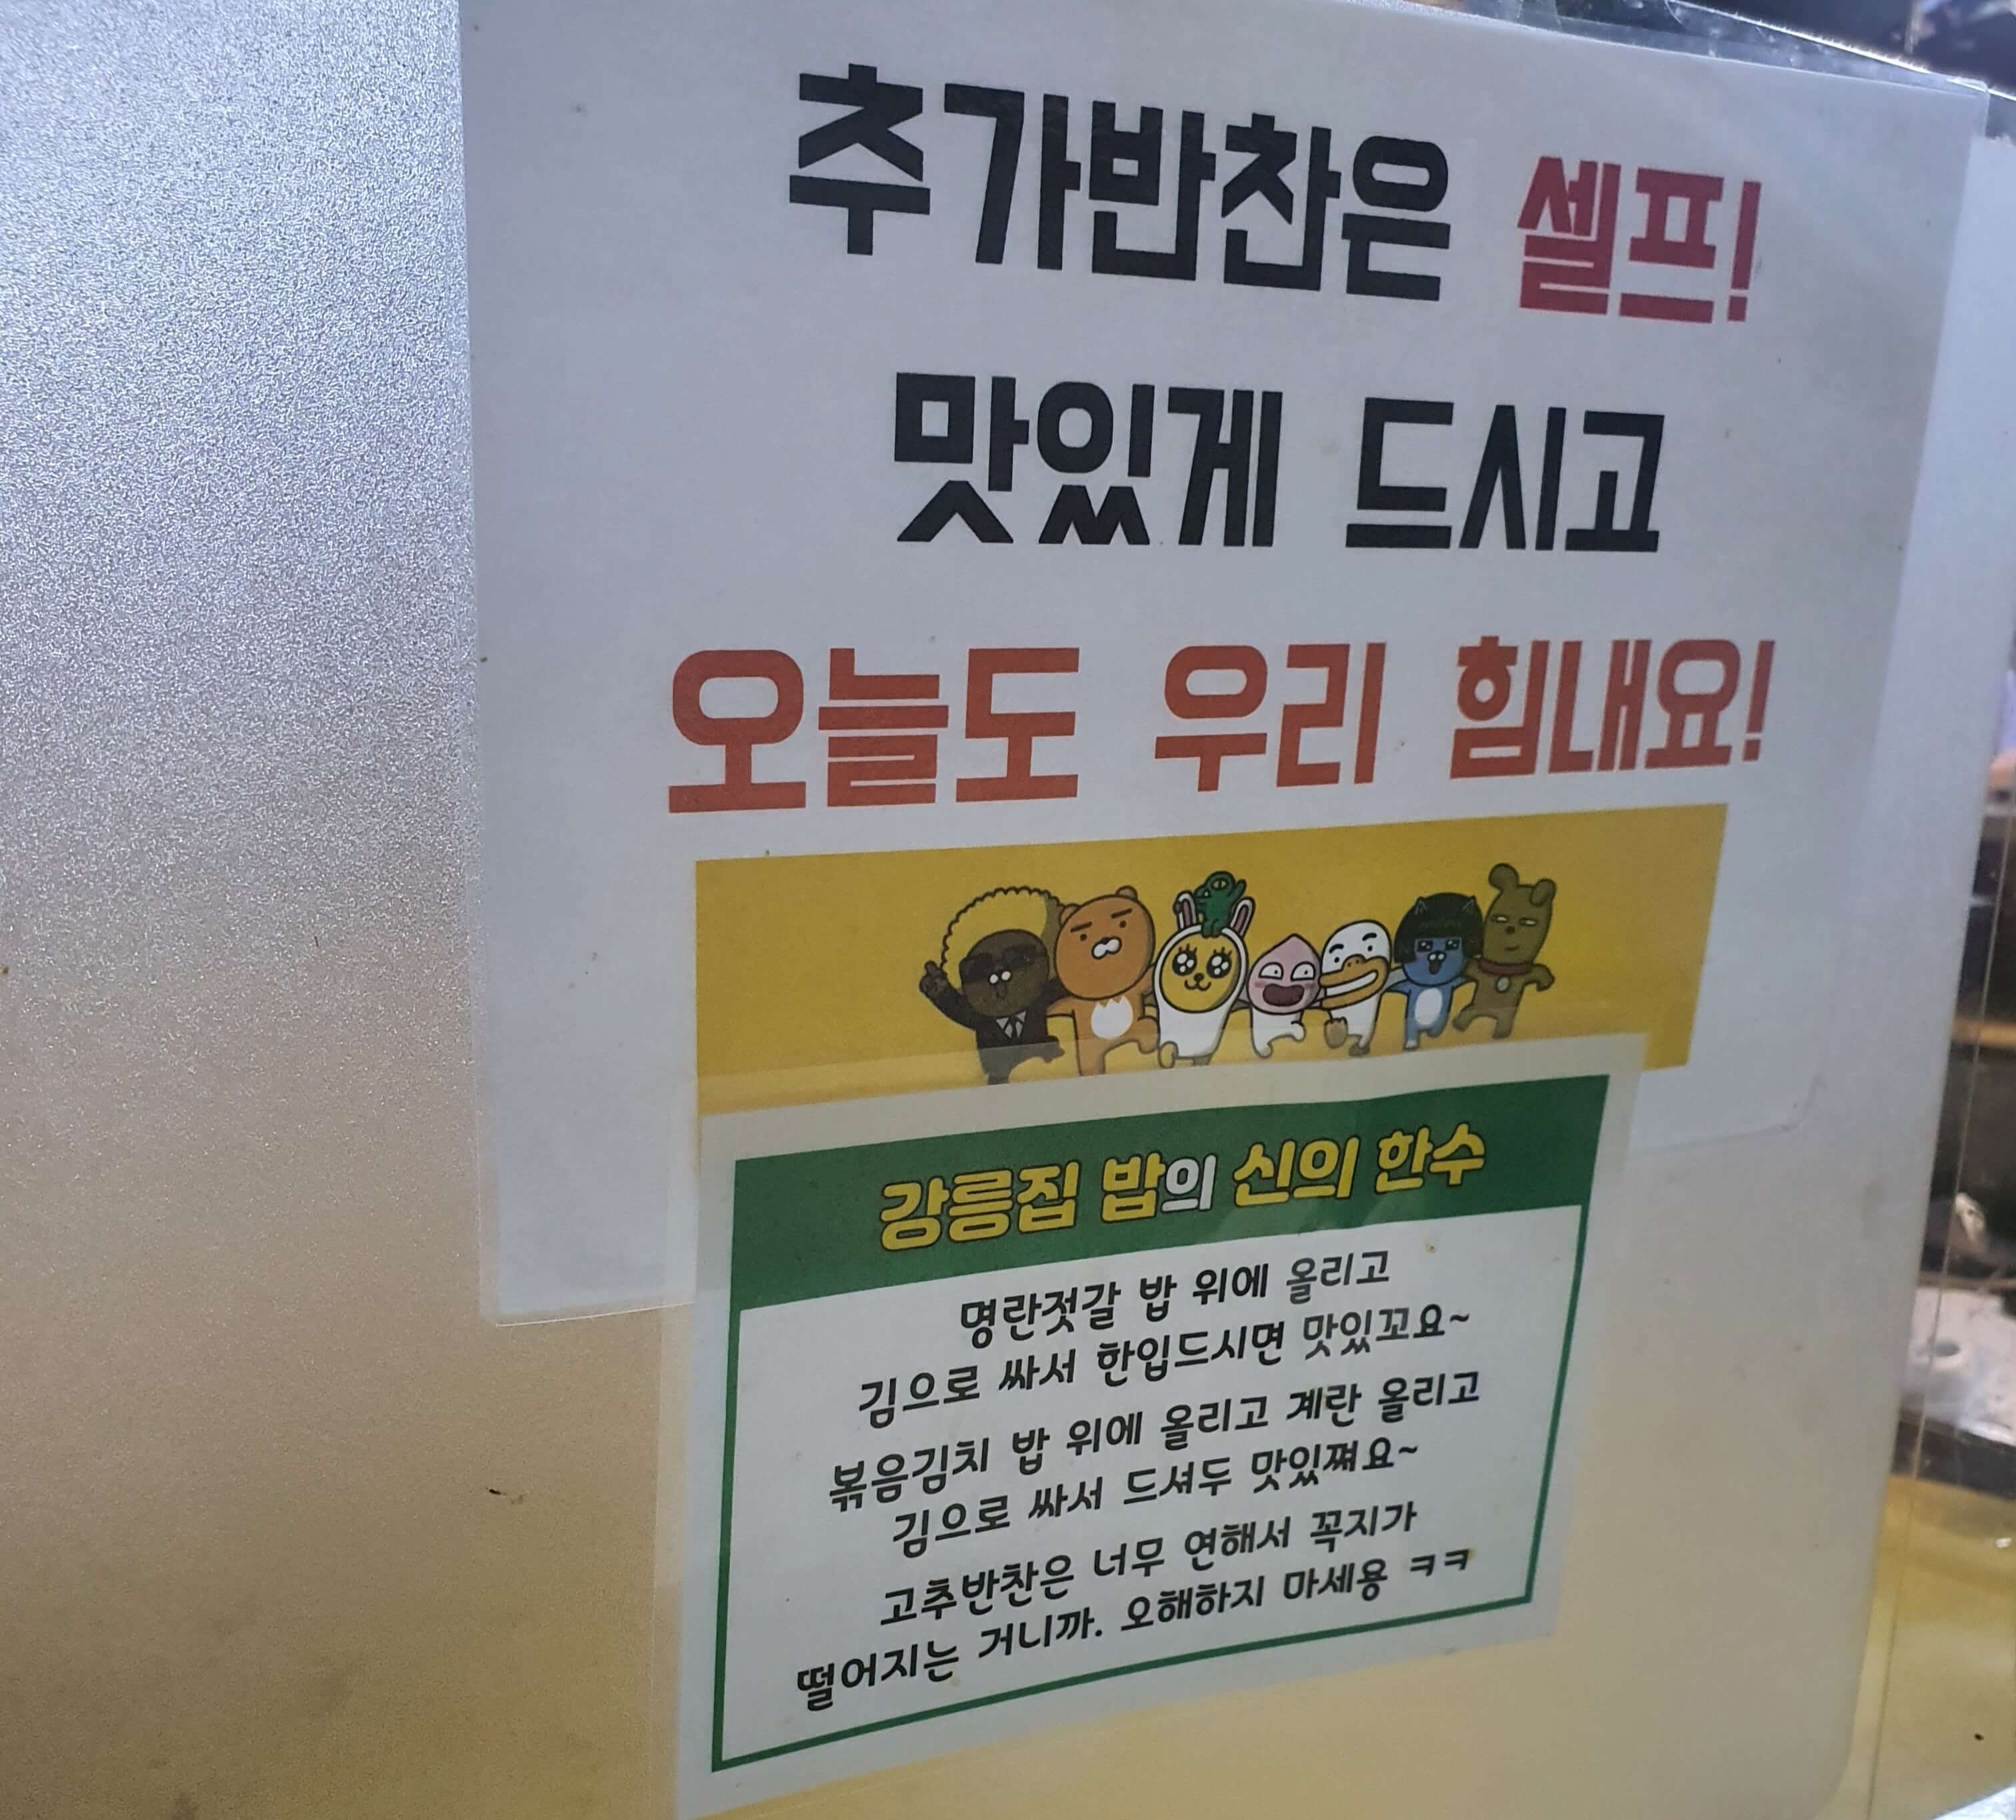 추가반찬은 셀프!
맛있게 드시고
오늘도 우리 힘내요!
강릉집 밥의 신의 한수
명란젓갈 밥 위에 올리고
김으로 싸서 한입드시면 맛있꼬요~
볶음김치 밥 위에 올리고 계란 올리고
김으로 싸서 드셔두 맛있쪄요~
고추반찬은 너무 연해서 꼭지가
떨어지는 거니까. 오해하지 마세용 ㅋㅋ